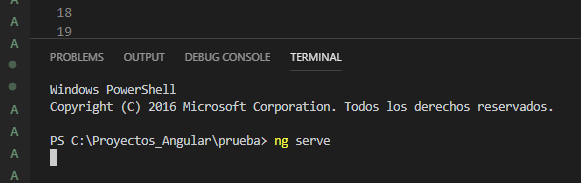 A
18
A
19
A
PROBLEMS OUTPUT DEBUG CONSOLE TERMINAL
Windows PowerShell
Copyright (C) 2016 Microsoft Corporation. Todos los derechos reservados.
A
A
PS C:\Proyectos_Angular\prueba> ng serve
A
A